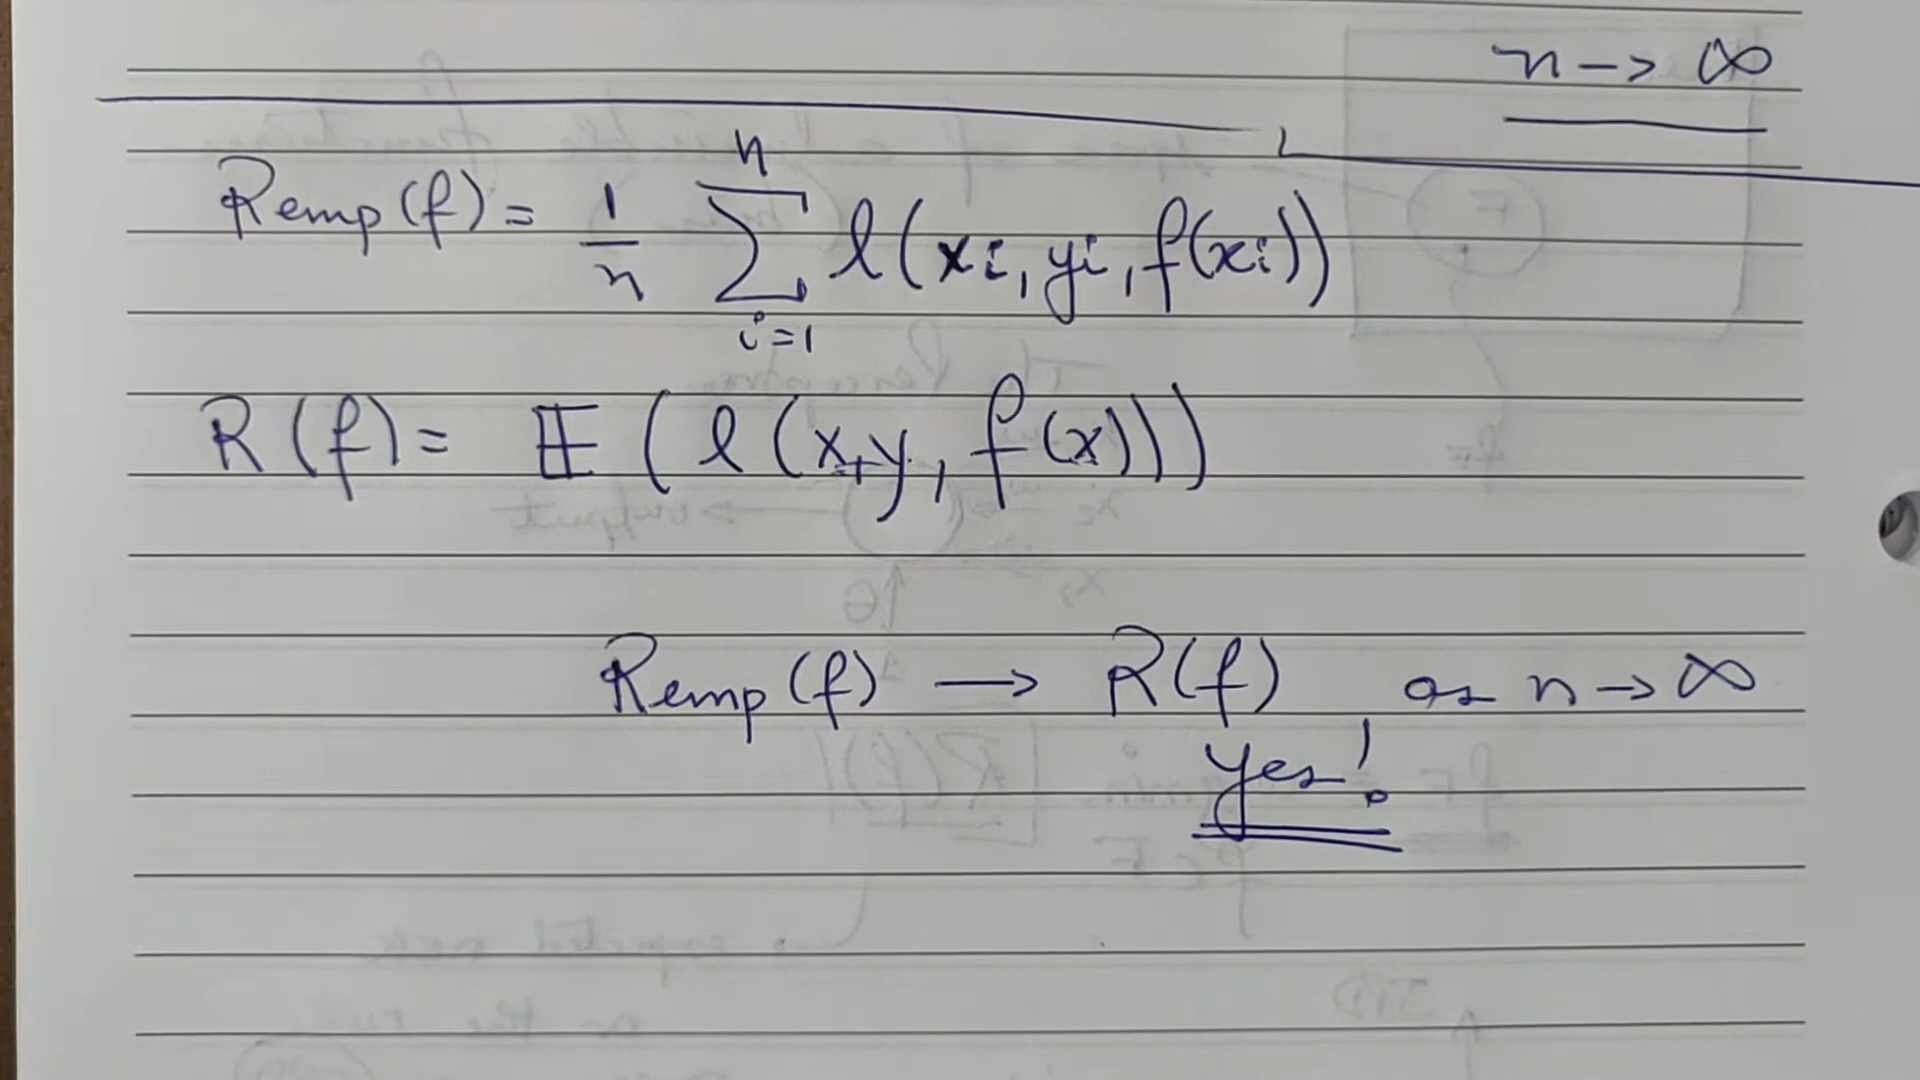 n → ∞
Remp(f) = 1/n ∑_{i=1}^{n} l(xi, yi, f(xi))
R(f) = 𝔼(l(x, y, f(x)))
Remp(f) → R(f) as n → ∞
yes!